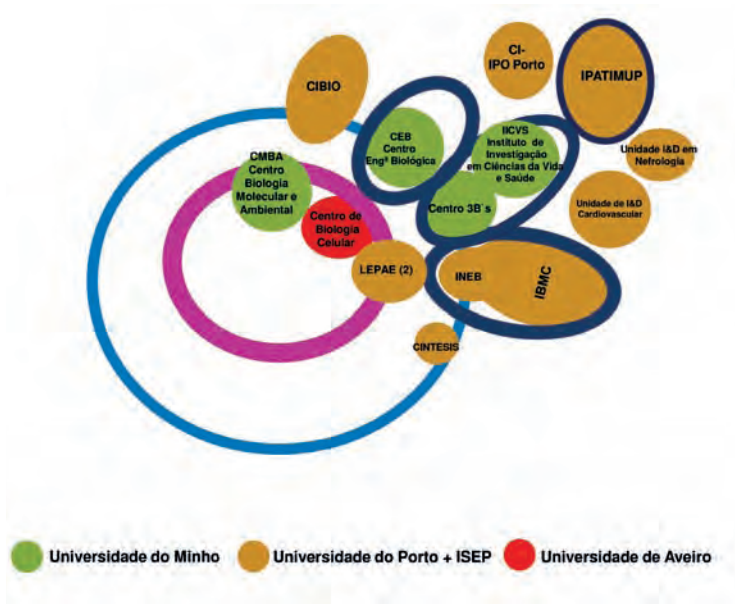 CI-
IPO Porto
IPATIMUP
CIBIO
CEB
Centro
Engª Biológica
IICVS
Instituto de
Investigação
em Ciências da Vida
e Saúde
Unidade I&D em
Nefrologia
CMBA
Centro
Biologia
Molecular e
Ambiental
Centro 3B`s
Unidade de I&D
Cardiovascular
Centro de
Biologia
Celular
LEPAE (2)
INEB
IBMC
CINTESIS
Universidade do Minho
Universidade do Porto + ISEP
Universidade de Aveiro